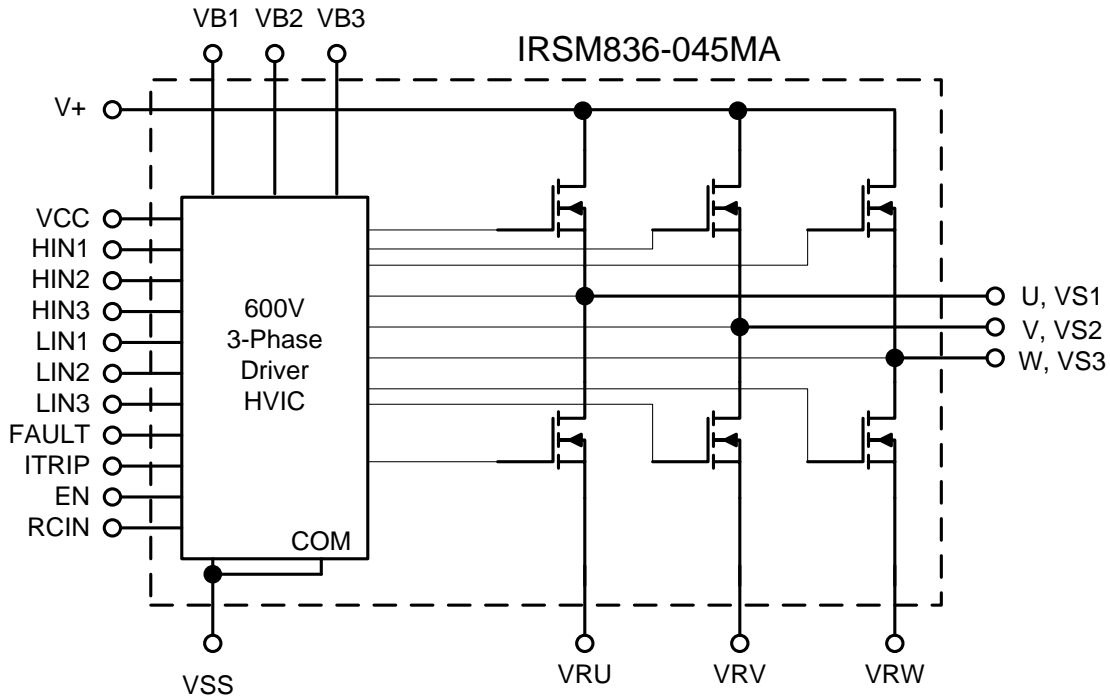 VB1 VB2 VB3
IRSM836-045MA
V+
VCC
HIN1
HIN2
HIN3
LIN1
LIN2
LIN3
FAULT
ITRIP
EN
RCIN
600V
3-Phase
Driver
HVIC
COM
U, VS1
V, VS2
W, VS3
VSS
VRU
VRV
VRW